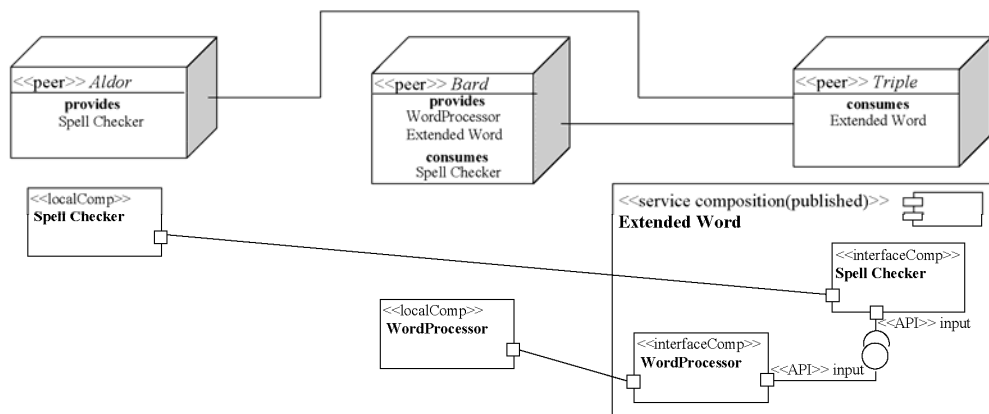 <<peer>> Aldor
provides
Spell Checker
<<peer>> Bard
provides
WordProcessor
Extended Word
consumes
Spell Checker
<<peer>> Triple
consumes
Extended Word
<<localComp>>
Spell Checker
<<service composition(published)>>
Extended Word
<<interfaceComp>>
Spell Checker
<<API>> input
<<localComp>>
WordProcessor
<<interfaceComp>>
WordProcessor
<<API>> input